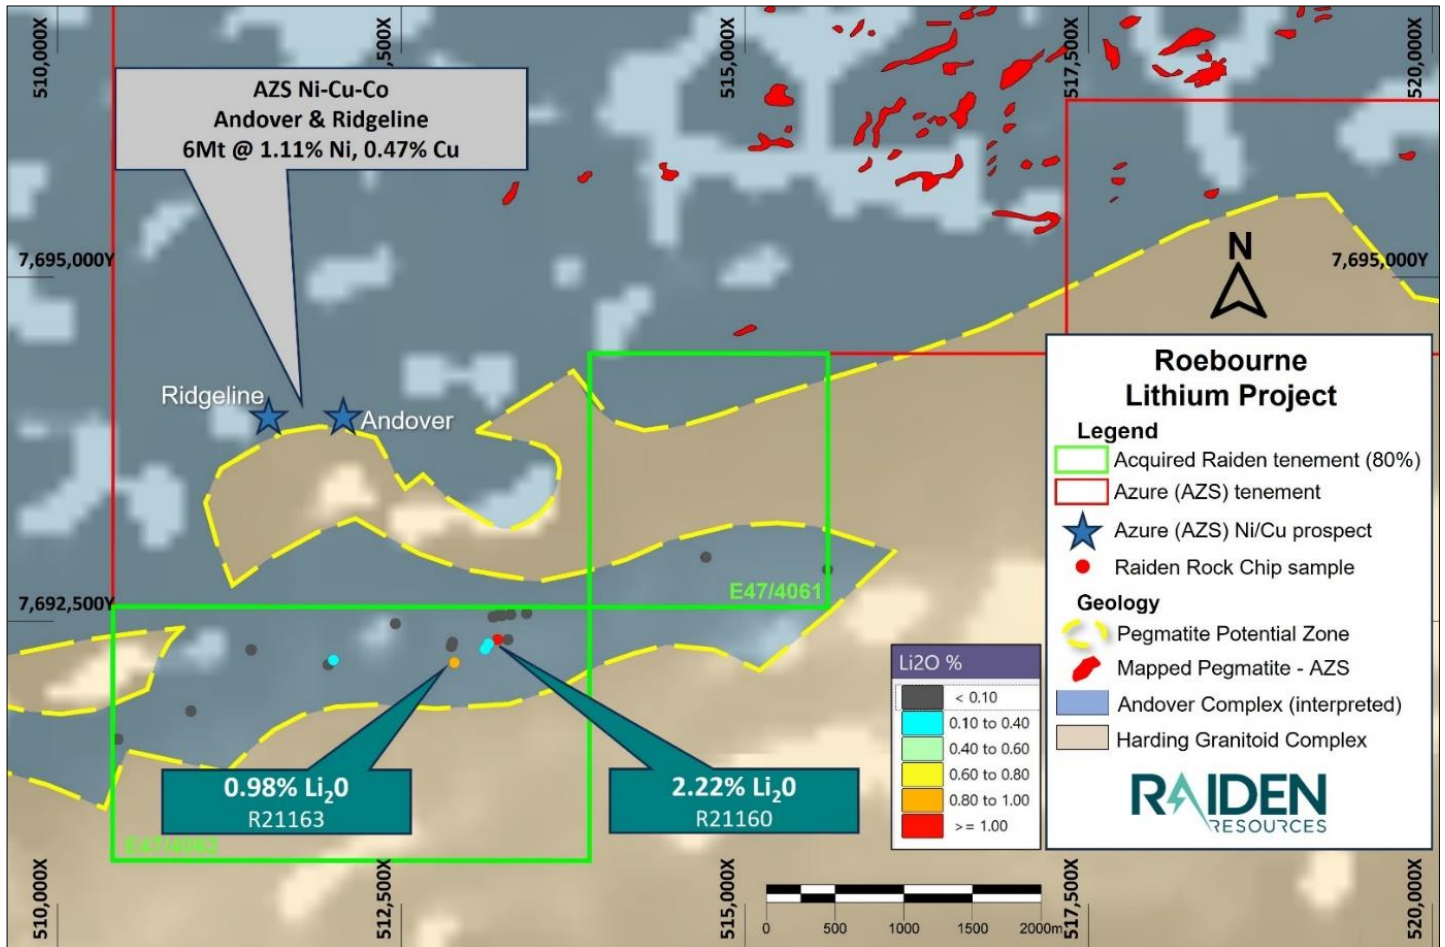 510,000X
,500X
515,000X
517,500X
520,000X
AZS Ni-Cu-Co
Andover & Ridgeline
6Mt @ 1.11% Ni, 0.47% Cu
7,695,000Y
N
7,695,000Y
Ridgeline
Andover
7,692,500Y
E47/4061
0.98% Li₂0
R21163
2.22% Li₂0
R21160
E47/4062
Li2O %
< 0.10
0.10 to 0.40
0.40 to 0.60
0.60 to 0.80
0.80 to 1.00
>= 1.00
Roebourne
Lithium Project
Legend
Acquired Raiden tenement (80%)
Azure (AZS) tenement
Azure (AZS) Ni/Cu prospect
Raiden Rock Chip sample
Geology
Pegmatite Potential Zone
Mapped Pegmatite - AZS
Andover Complex (interpreted)
Harding Granitoid Complex
RAIDEN
RESOURCES
0 500 1000 1500 2000m
510,000X
512,500X
515,000X
517,500X
520,000X